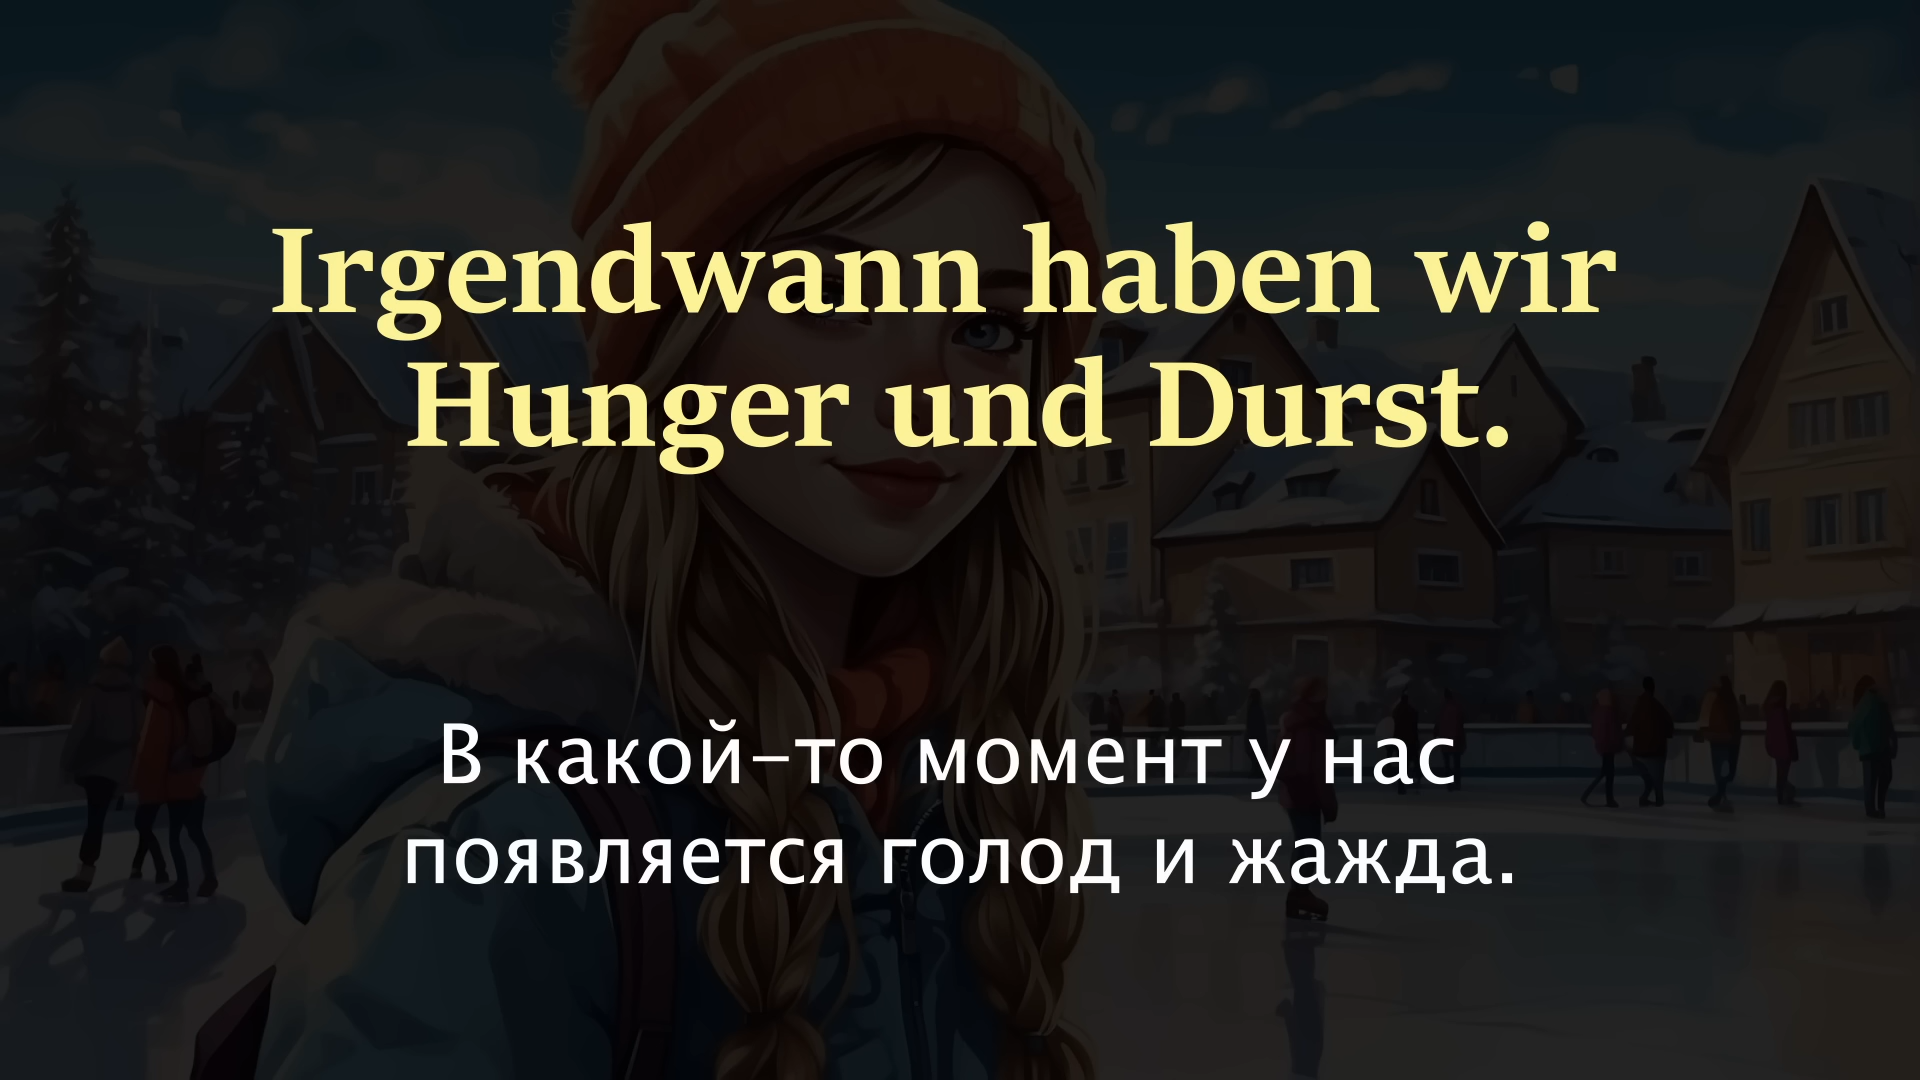 Irgendwann haben wir
Hunger und Durst.
В какой-то момент у нас
появляется голод и жажда.